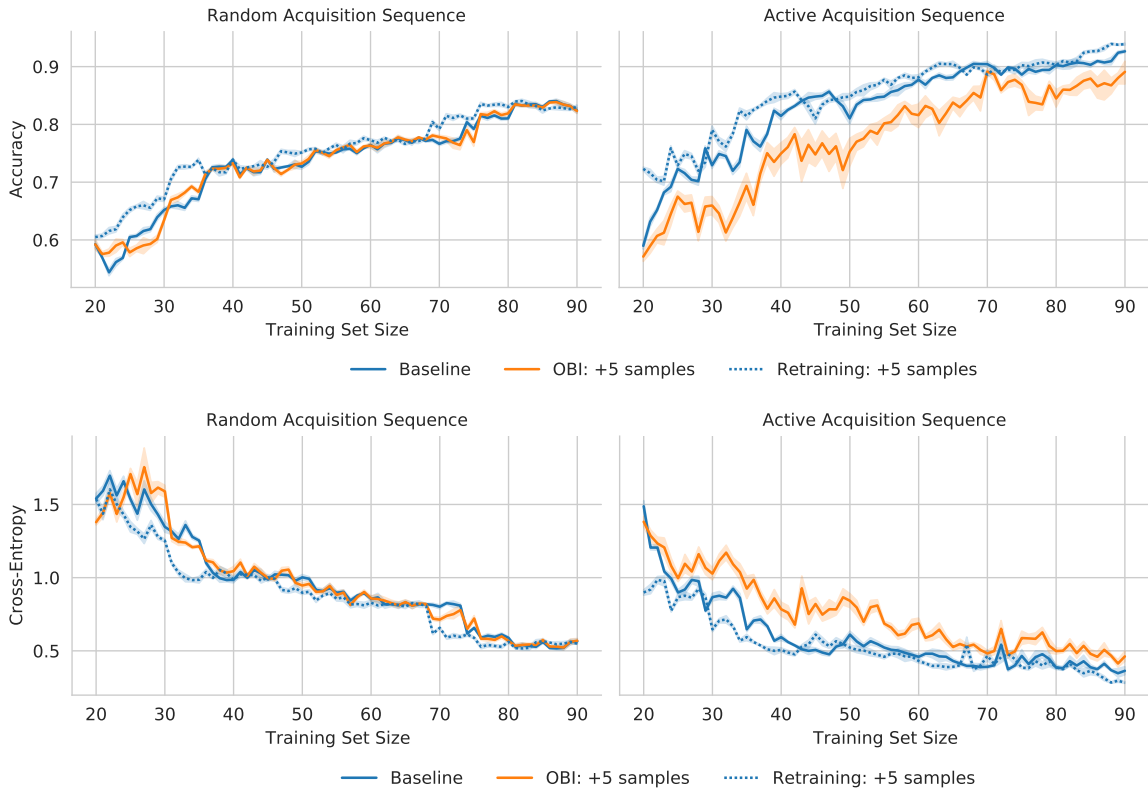 Random Acquisition Sequence
Active Acquisition Sequence
Accuracy
0.9
0.8
0.7
0.6
20 30 40 50 60 70 80 90
20 30 40 50 60 70 80 90
Training Set Size
Training Set Size
Baseline OBI: +5 samples Retraining: +5 samples
Random Acquisition Sequence
Active Acquisition Sequence
Cross-Entropy
1.5
1.0
0.5
20 30 40 50 60 70 80 90
20 30 40 50 60 70 80 90
Training Set Size
Training Set Size
Baseline OBI: +5 samples Retraining: +5 samples